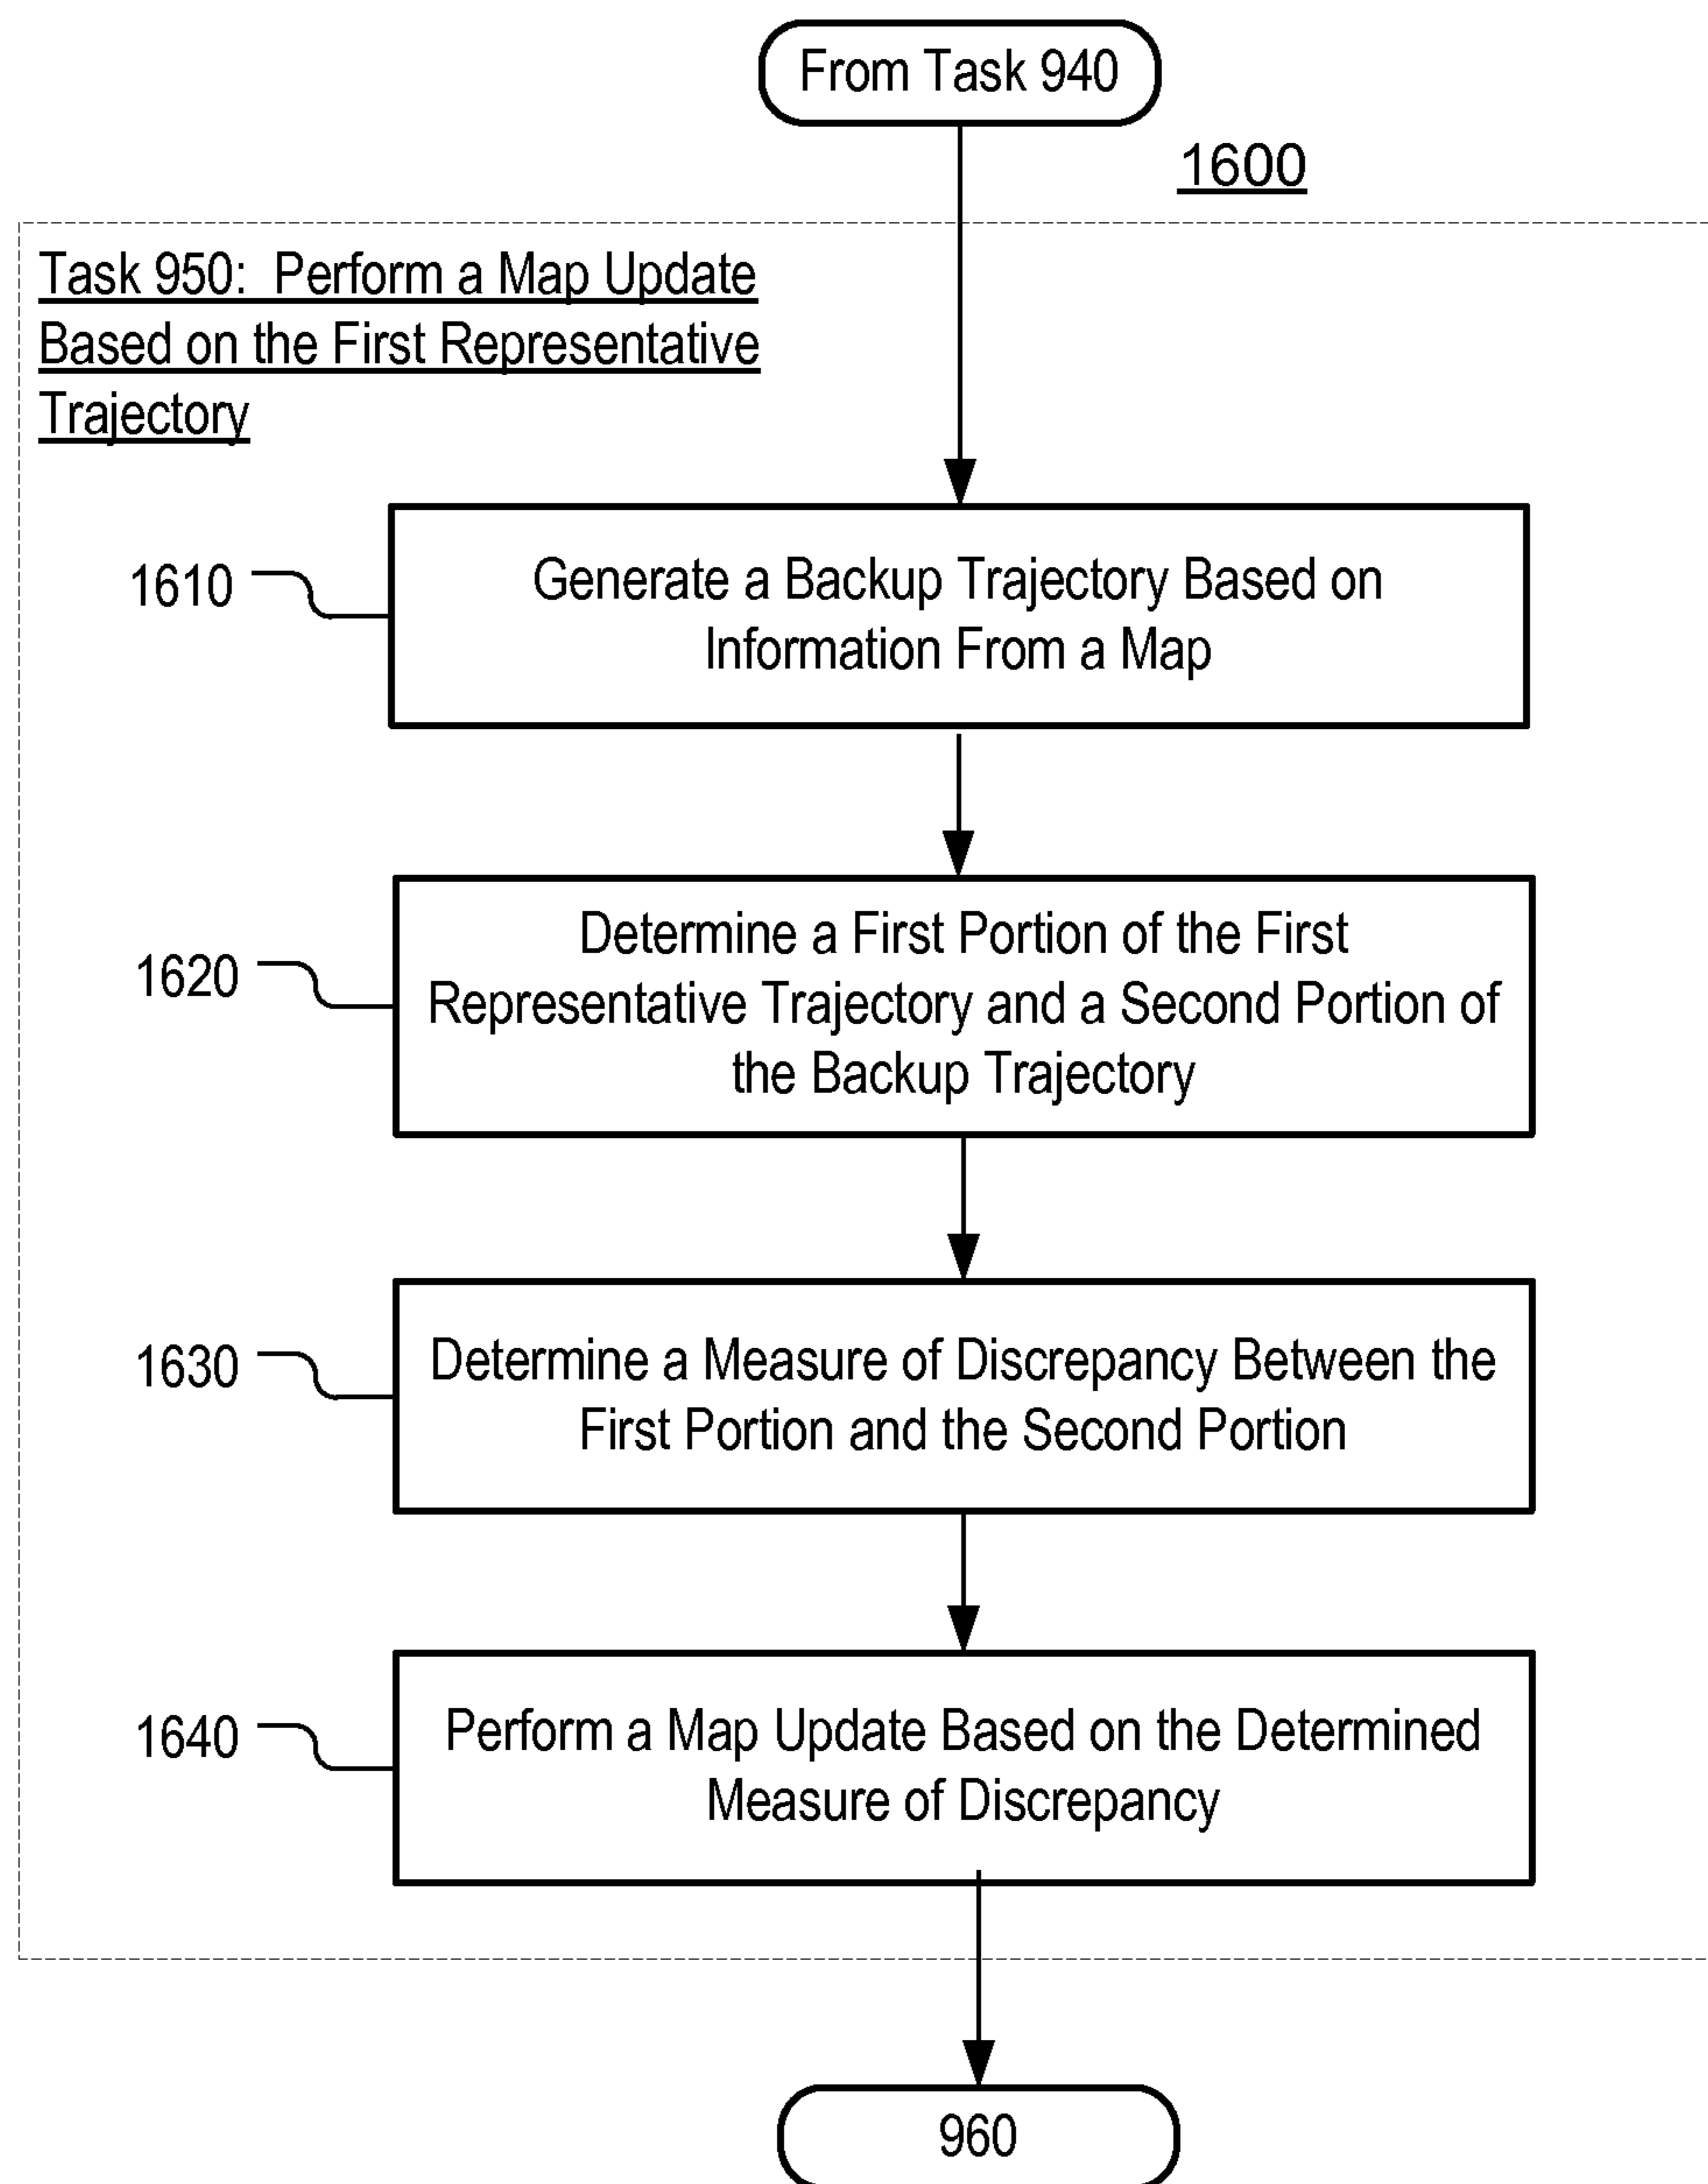 From Task 940
1600
Task 950: Perform a Map Update
Based on the First Representative
Trajectory
1610
Generate a Backup Trajectory Based on
Information From a Map
1620
Determine a First Portion of the First
Representative Trajectory and a Second Portion of
the Backup Trajectory
1630
Determine a Measure of Discrepancy Between the
First Portion and the Second Portion
1640
Perform a Map Update Based on the Determined
Measure of Discrepancy
960